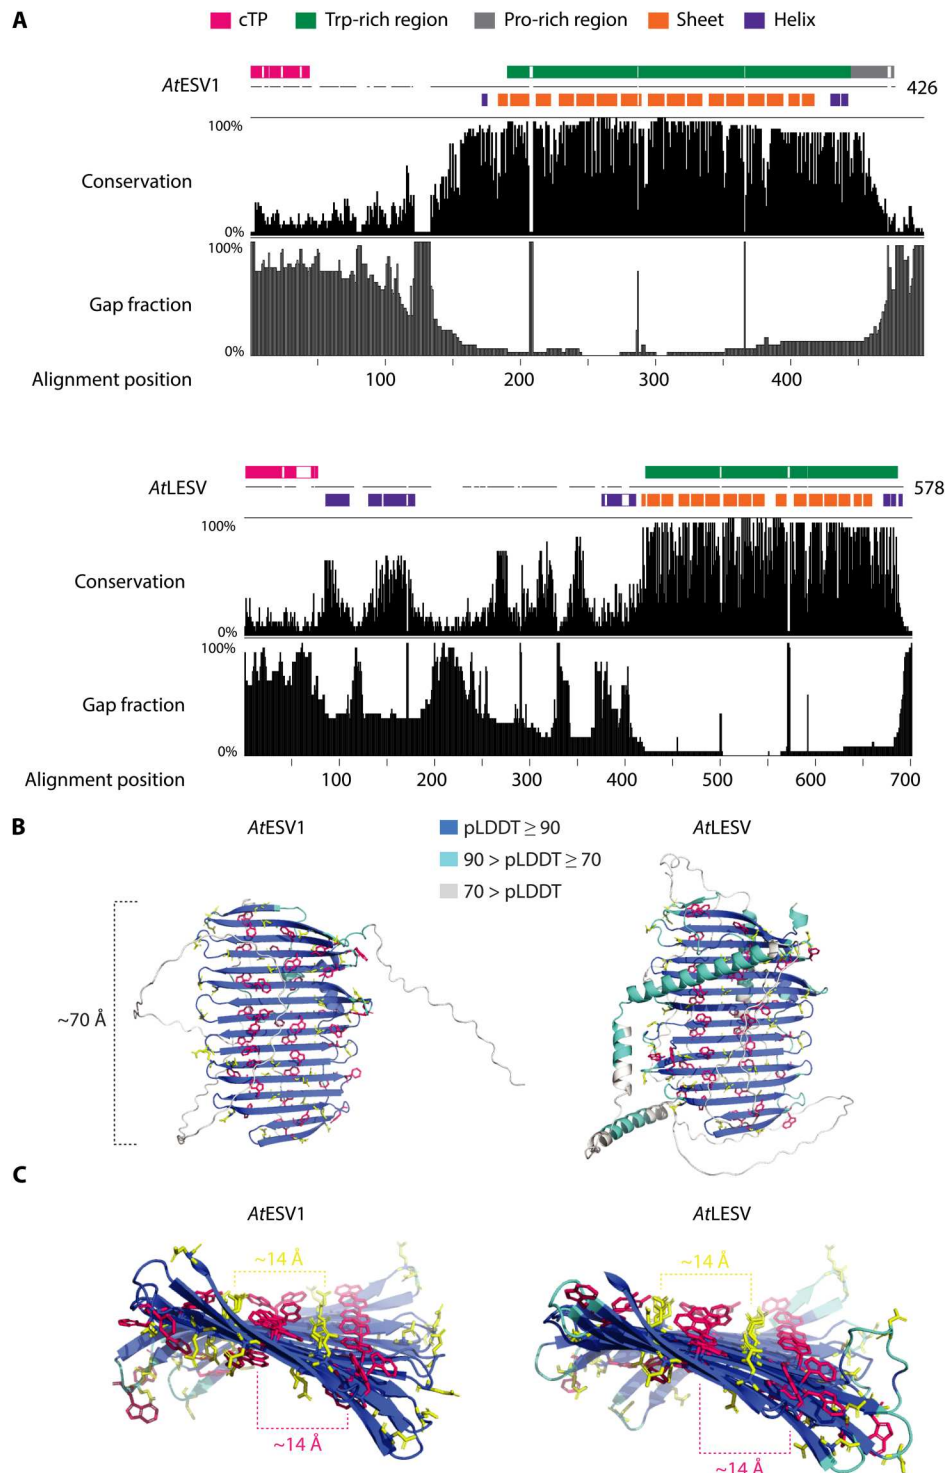 A
cTP Trp-rich region Pro-rich region Sheet Helix
AtESV1 426
100%
Conservation
0%
100%
Gap fraction
0%
Alignment position 100 200 300 400
AtLESV 578
100%
Conservation
0%
100%
Gap fraction
0%
Alignment position 100 200 300 400 500 600 700
B
AtESV1 pLDDT ≥ 90 AtLESV
90 > pLDDT ≥ 70
70 > pLDDT
~70 Å
C
AtESV1 AtLESV
~14 Å ~14 Å
~14 Å ~14 Å